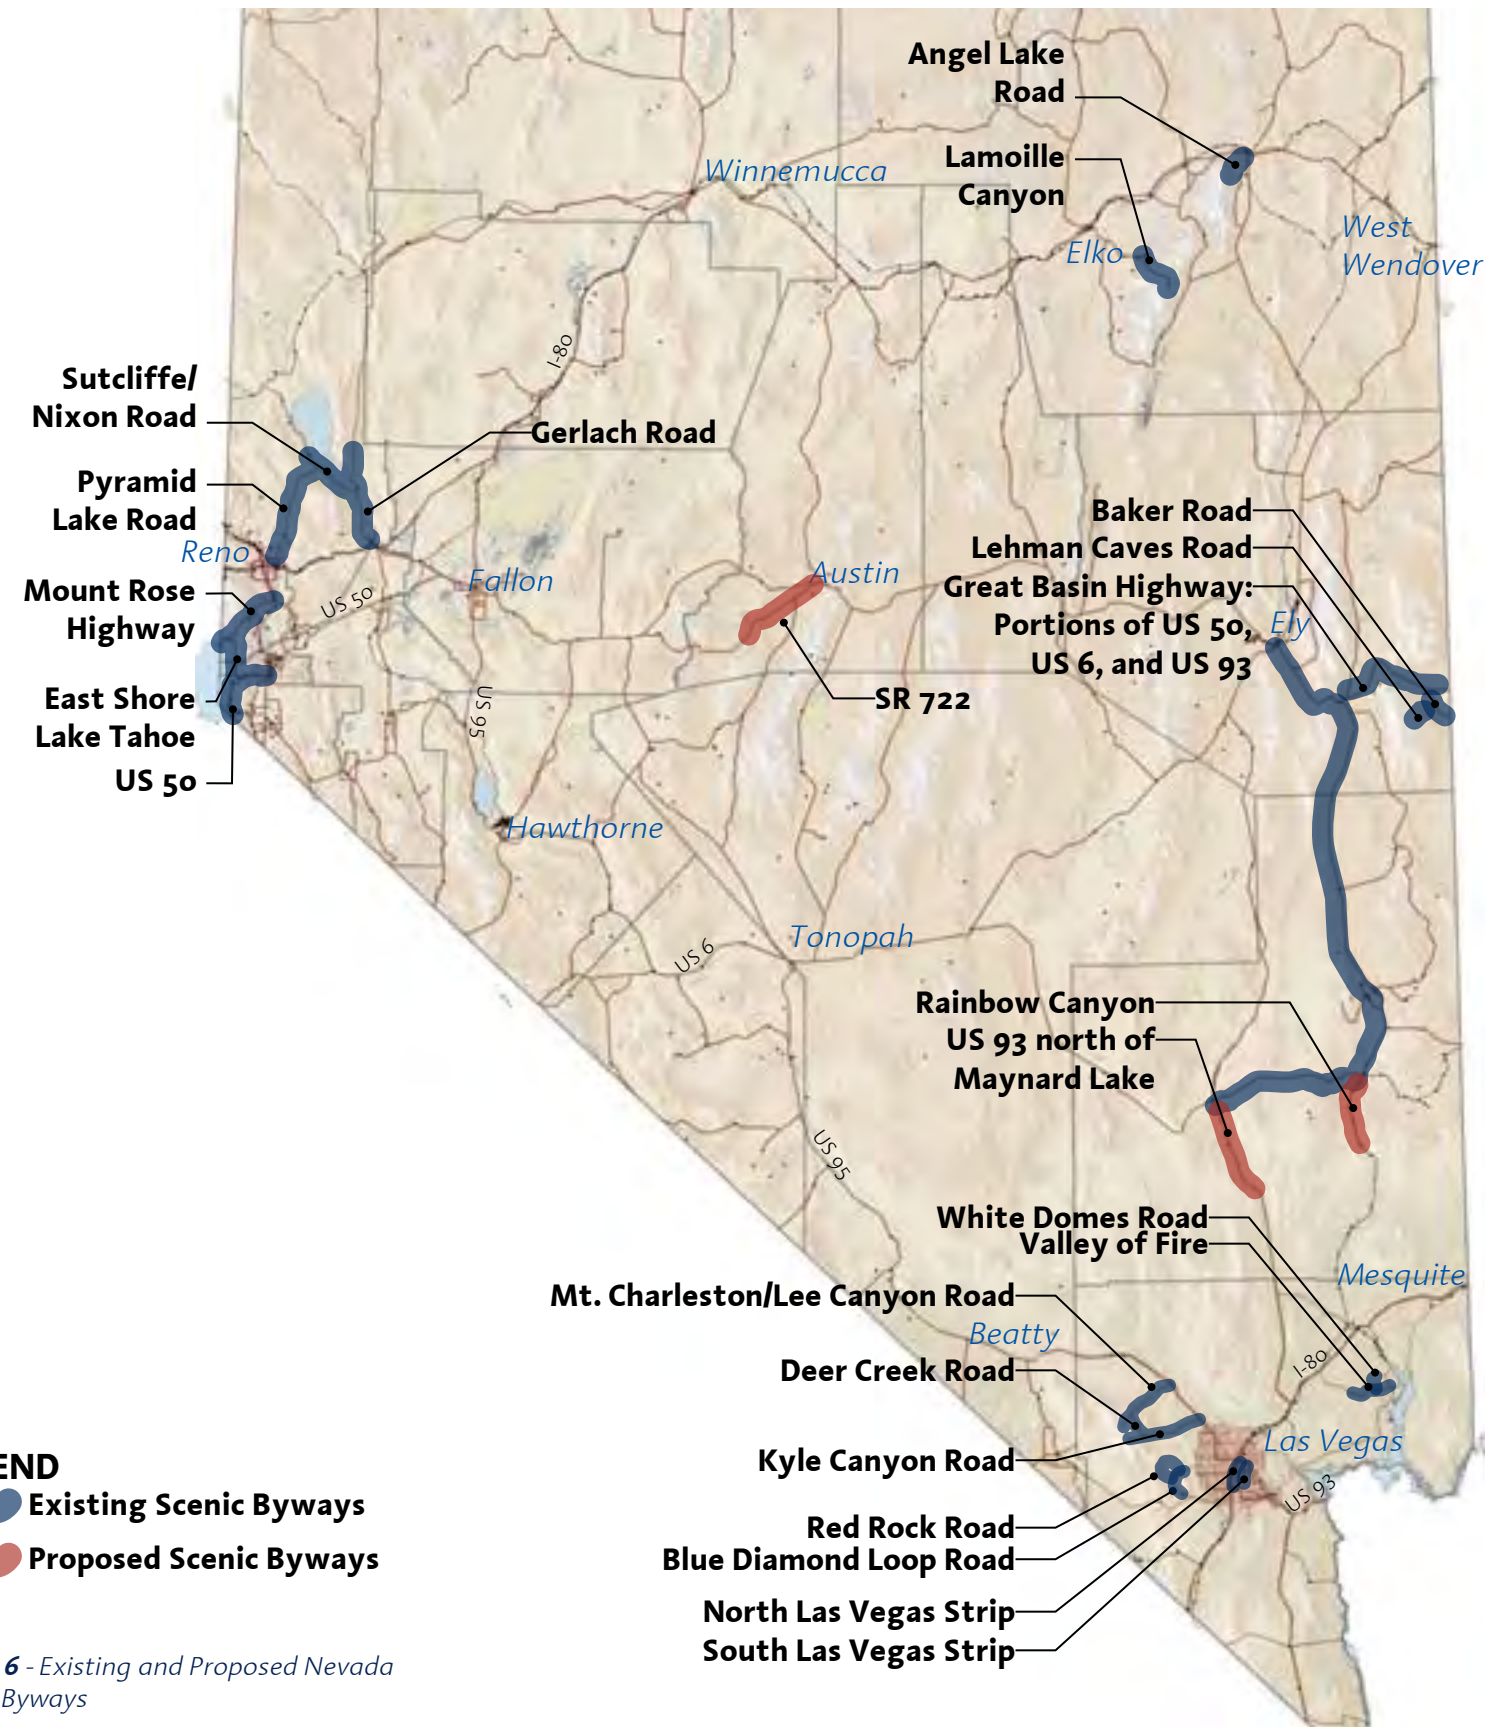 Angel Lake
Road
Lamoille
Canyon
Winnemucca
Elko
West
Wendover
I-80
Sutcliffe/
Nixon Road
Gerlach Road
Pyramid
Lake Road
Reno
Mount Rose
Highway
US 50
Fallon
Austin
Baker Road
Lehman Caves Road
Great Basin Highway:
Portions of US 50,
US 6, and US 93
Ely
East Shore
Lake Tahoe
US 50
US 95
SR 722
Hawthorne
US 6
Tonopah
Rainbow Canyon
US 93 north of
Maynard Lake
US 95
White Domes Road
Valley of Fire
Mesquite
Mt. Charleston/Lee Canyon Road
Beatty
I-80
Deer Creek Road
Las Vegas
Kyle Canyon Road
US 93
Red Rock Road
Blue Diamond Loop Road
North Las Vegas Strip
South Las Vegas Strip
END
Existing Scenic Byways
Proposed Scenic Byways
6 - Existing and Proposed Nevada
Byways